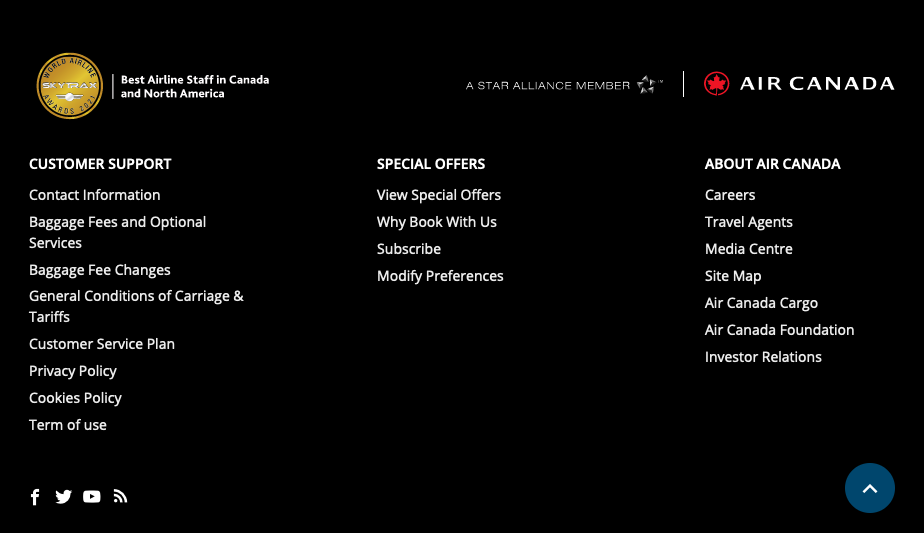 WORLD AIRLINE
SKYTRAX
AWARDS 2021
Best Airline Staff in Canada
and North America
A STAR ALLIANCE MEMBER ™
AIR CANADA
CUSTOMER SUPPORT
Contact Information
Baggage Fees and Optional
Services
Baggage Fee Changes
General Conditions of Carriage &
Tariffs
Customer Service Plan
Privacy Policy
Cookies Policy
Term of use
SPECIAL OFFERS
View Special Offers
Why Book With Us
Subscribe
Modify Preferences
ABOUT AIR CANADA
Careers
Travel Agents
Media Centre
Site Map
Air Canada Cargo
Air Canada Foundation
Investor Relations